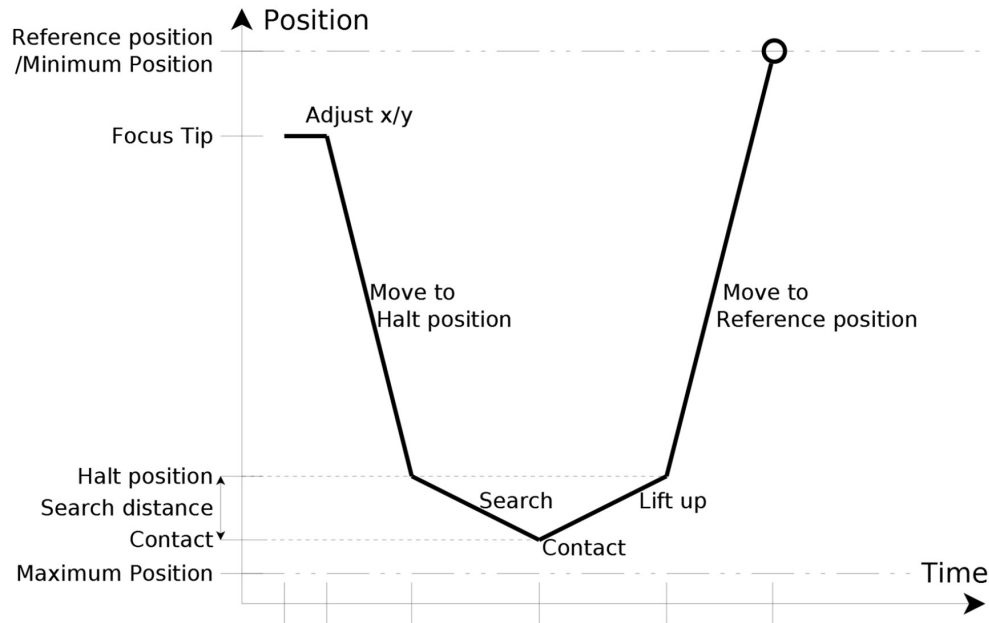 Position
Reference position
/Minimum Position
Adjust x/y
Focus Tip
Move to
Halt position
Move to
Reference position
Halt position
Search distance
Search
Lift up
Contact
Contact
Maximum Position
Time